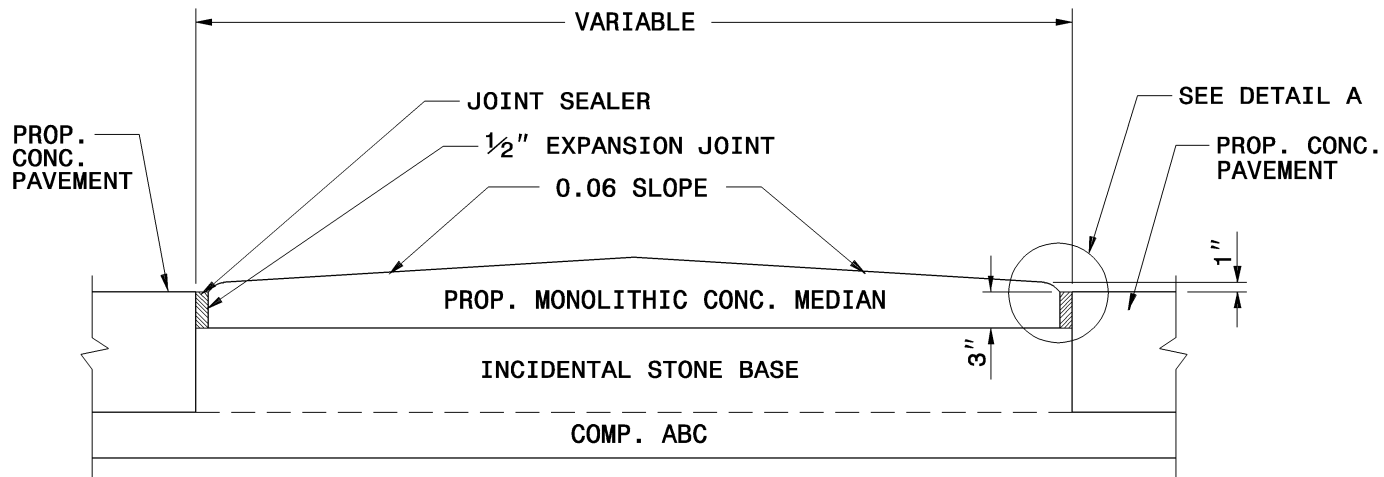 VARIABLE
JOINT SEALER
SEE DETAIL A
PROP.
CONC.
PAVEMENT
½" EXPANSION JOINT
PROP. CONC.
PAVEMENT
0.06 SLOPE
1"
PROP. MONOLITHIC CONC. MEDIAN
3"
INCIDENTAL STONE BASE
COMP. ABC